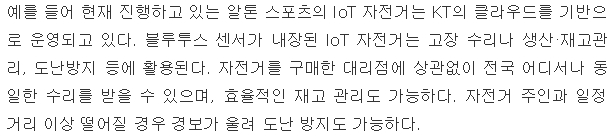 예를 들어 현재 진행하고 있는 알톤 스포츠의 IoT 자전거는 KT의 클라우드를 기반으
로 운영되고 있다. 블루투스 센서가 내장된 IoT 자전거는 고장 수리나 생산·재고관
리, 도난방지 등에 활용된다. 자전거를 구매한 대리점에 상관없이 전국 어디서나 동
일한 수리를 받을 수 있으며, 효율적인 재고 관리도 가능하다. 자전거 주인과 일정
거리 이상 떨어질 경우 경보가 울려 도난 방지도 가능하다.